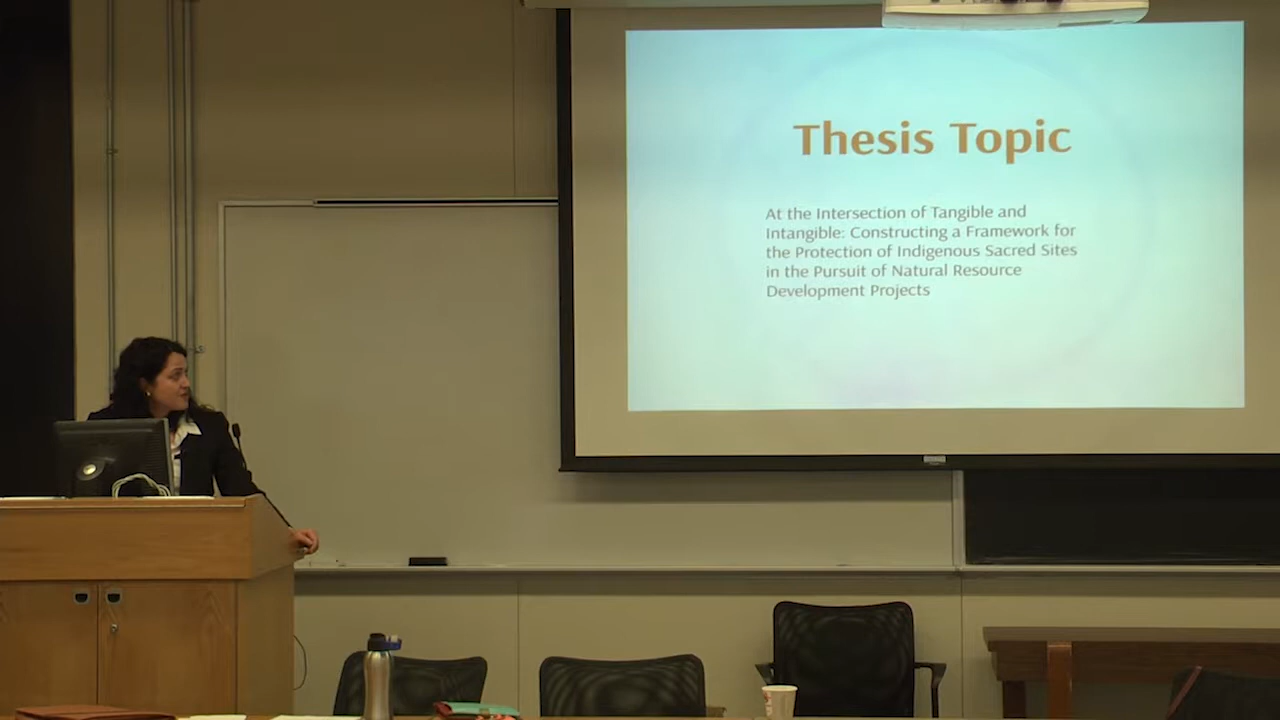 Thesis Topic
At the Intersection of Tangible and
Intangible: Constructing a Framework for
the Protection of Indigenous Sacred Sites
in the Pursuit of Natural Resource
Development Projects